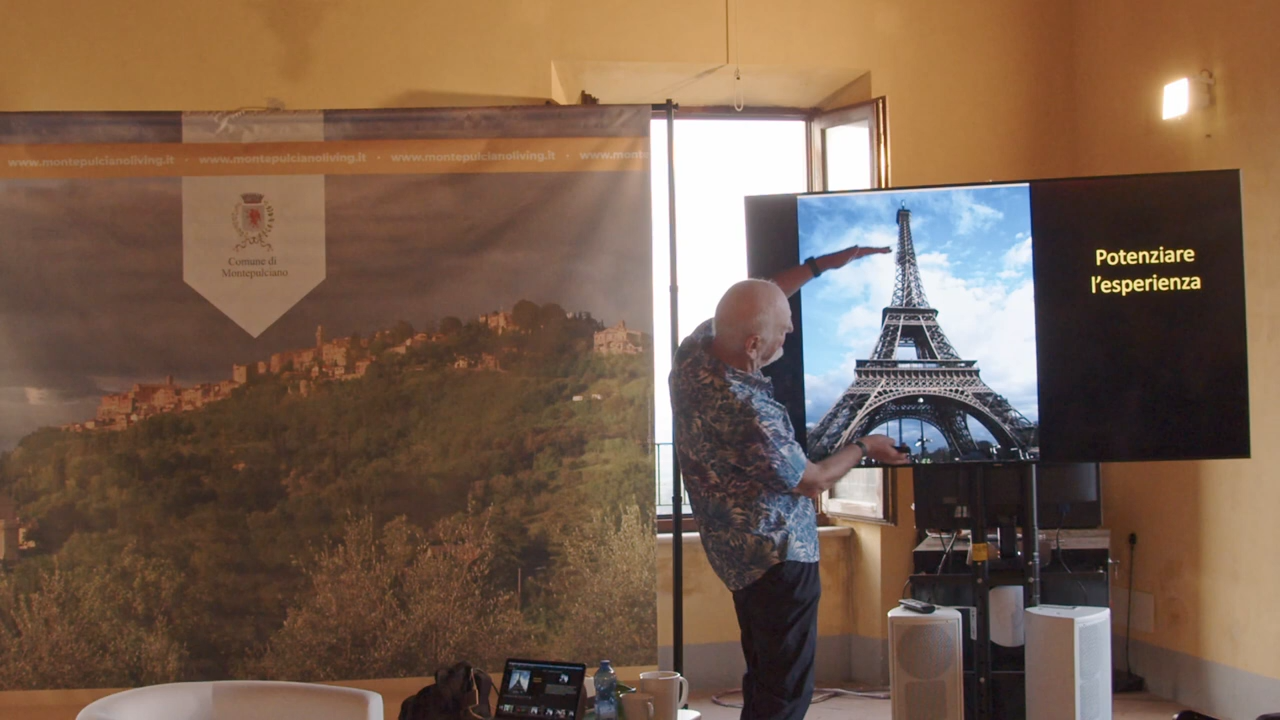 www.montepulcianoliving.it · www.montepulcianoliving.it · www.montepulcianoliving.it · www.monte
Comune di
Montepulciano
Potenziare
l'esperienza